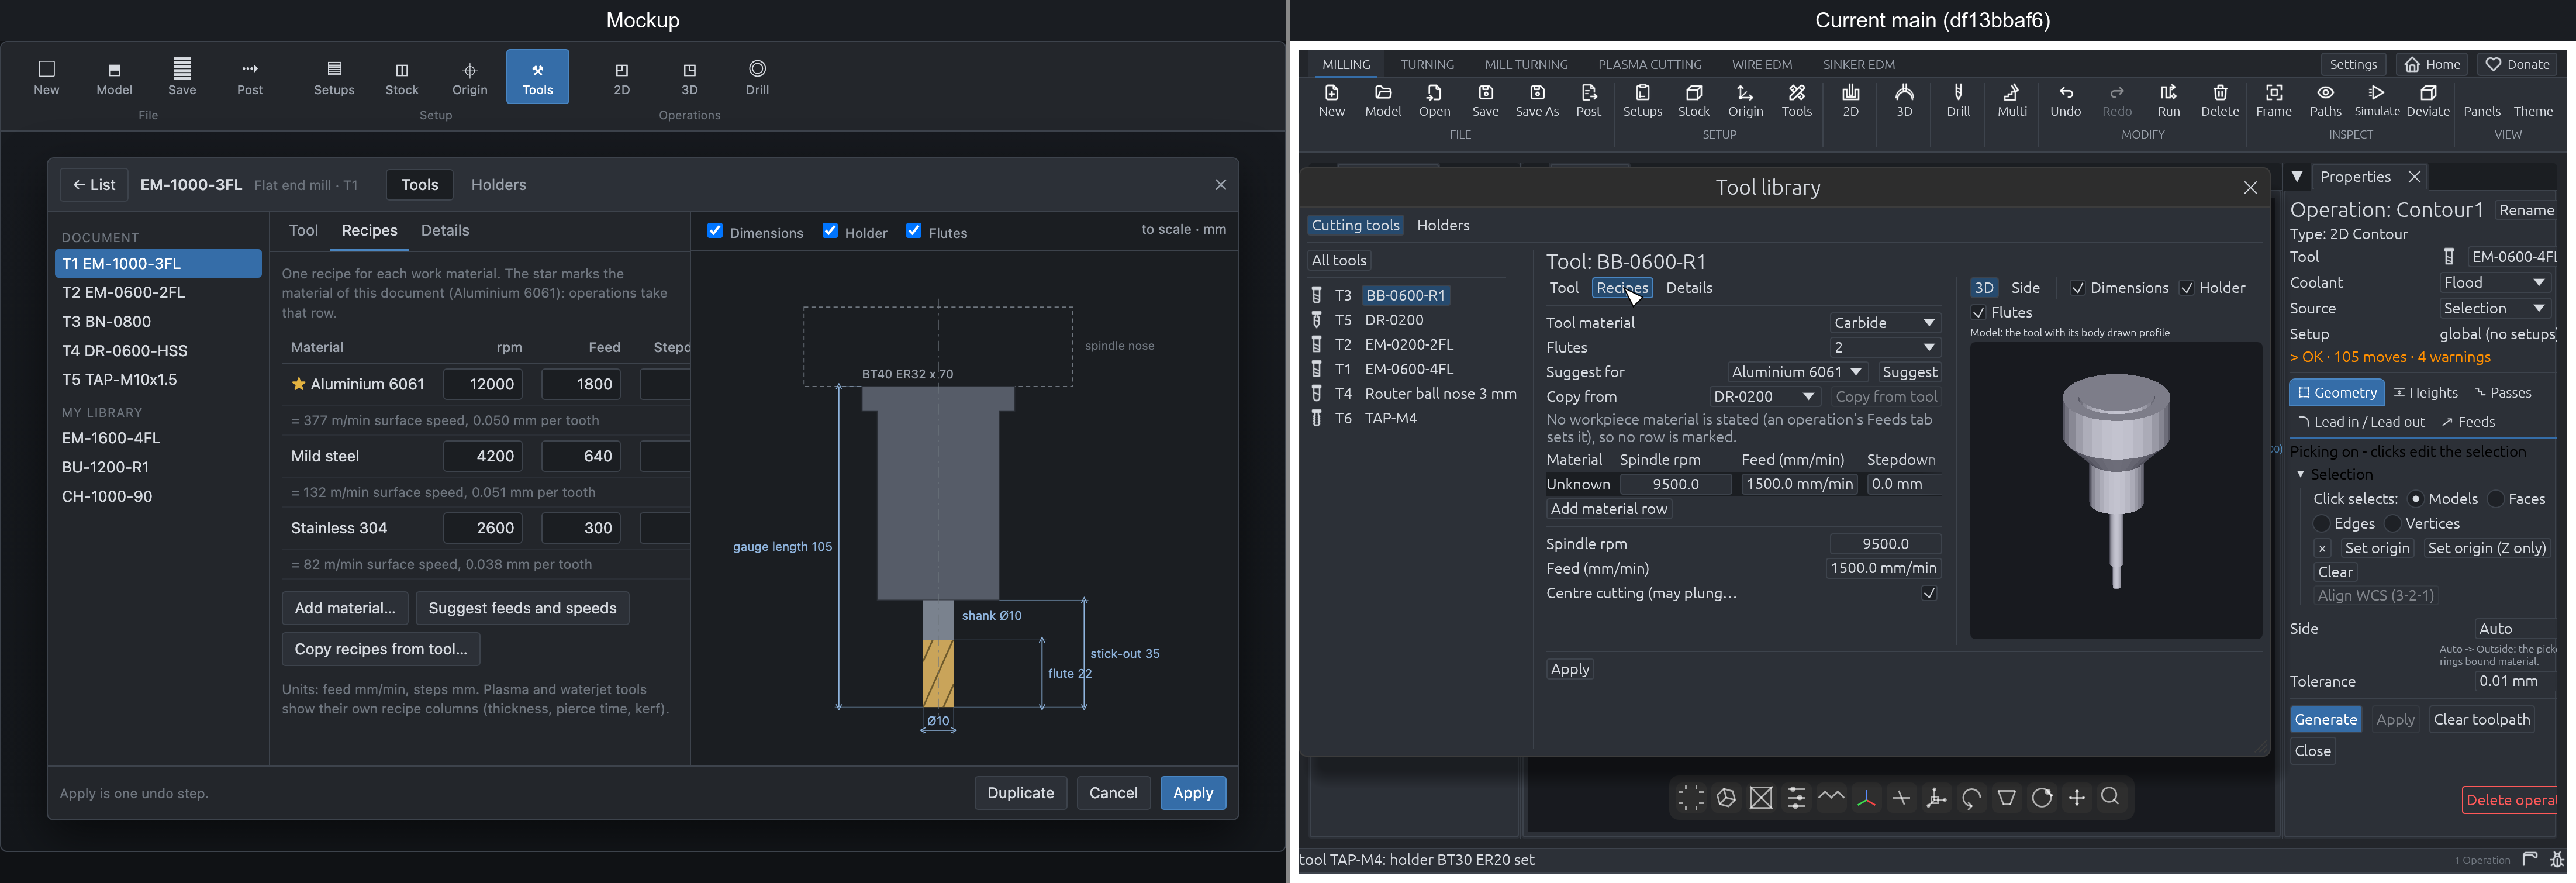 Mockup
New
Model
Save
Post
Setups
Stock
Origin
Tools
2D
3D
Drill
File
Setup
Operations
← List
EM-1000-3FL
Flat end mill · T1
Tools
Holders
DOCUMENT
T1 EM-1000-3FL
T2 EM-0600-2FL
T3 BN-0800
T4 DR-0600-HSS
T5 TAP-M10x1.5
MY LIBRARY
EM-1600-4FL
BU-1200-R1
CH-1000-90
Tool
Recipes
Details
One recipe for each work material. The star marks the
material of this document (Aluminium 6061): operations take
that row.
Material
rpm
Feed
Stepd
Aluminium 6061
12000
1800
= 377 m/min surface speed, 0.050 mm per tooth
Mild steel
4200
640
= 132 m/min surface speed, 0.051 mm per tooth
Stainless 304
2600
300
= 82 m/min surface speed, 0.038 mm per tooth
Add material...
Suggest feeds and speeds
Copy recipes from tool...
Units: feed mm/min, steps mm. Plasma and waterjet tools
show their own recipe columns (thickness, pierce time, kerf).
Dimensions
Holder
Flutes
to scale · mm
spindle nose
BT40 ER32 x 70
gauge length 105
shank Ø10
stick-out 35
flute 22
Ø10
Apply is one undo step.
Duplicate
Cancel
Apply
Current main (df13bbaf6)
MILLING
TURNING
MILL-TURNING
PLASMA CUTTING
WIRE EDM
SINKER EDM
Settings
Home
Donate
New
Model
Open
Save
Save As
Post
Setups
Stock
Origin
Tools
2D
3D
Drill
Multi
Undo
Redo
Run
Delete
Frame
Paths
Simulate
Deviate
Panels
Theme
FILE
SETUP
MODIFY
INSPECT
VIEW
Tool library
Cutting tools
Holders
All tools
T3 BB-0600-R1
T5 DR-0200
T2 EM-0200-2FL
T1 EM-0600-4FL
T4 Router ball nose 3 mm
T6 TAP-M4
Tool: BB-0600-R1
Tool
Recipes
Details
Tool material
Carbide
Flutes
2
Suggest for
Aluminium 6061
Suggest
Copy from
DR-0200
Copy from tool
No workpiece material is stated (an operation's Feeds tab
sets it), so no row is marked.
Material
Spindle rpm
Feed (mm/min)
Stepdown
Unknown
9500.0
1500.0 mm/min
0.0 mm
Add material row
Spindle rpm
9500.0
Feed (mm/min)
1500.0 mm/min
Centre cutting (may plung…
Apply
3D
Side
Dimensions
Holder
Flutes
Model: the tool with its body drawn profile
Properties
Operation: Contour1
Rename
Type: 2D Contour
Tool
EM-0600-4FL
Coolant
Flood
Source
Selection
Setup
global (no setups)
> OK · 105 moves · 4 warnings
Geometry
Heights
Passes
Lead in / Lead out
Feeds
00)
Picking on - clicks edit the selection
Selection
Click selects:
Models
Faces
Edges
Vertices
×
Set origin
Set origin (Z only)
Clear
Align WCS (3-2-1)
Side
Auto
Auto -> Outside: the picke
rings bound material.
Tolerance
0.01 mm
Generate
Apply
Clear toolpath
Close
Delete operat
tool TAP-M4: holder BT30 ER20 set
1 Operation